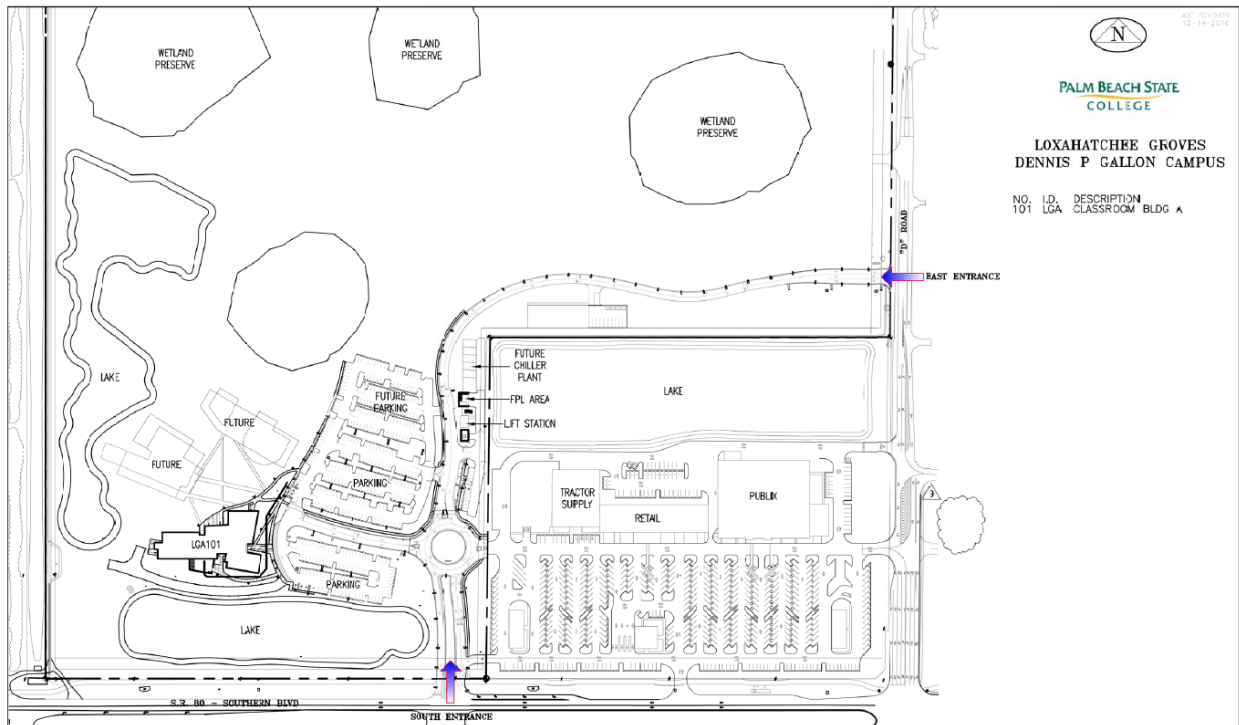 LAST REVISION
12-14-2016
N
PALM BEACH STATE
COLLEGE
LOXAHATCHEE GROVES
DENNIS P GALLON CAMPUS
NO. I.D. DESCRIPTION
101 LGA CLASSROOM BLDG A
WETLAND
PRESERVE
WETLAND
PRESERVE
WETLAND
PRESERVE
"D" ROAD
EAST ENTRANCE
FUTURE
CHILLER
PLANT
FPL AREA
LIFT STATION
LAKE
LAKE
FUTURE
PARKING
FUTURE
FUTURE
PARKING
TRACTOR
SUPPLY
RETAIL
PUBLIX
3
LGA101
PARKING
LAKE
S.R. 80 - SOUTHERN BLVD
SOUTH ENTRANCE